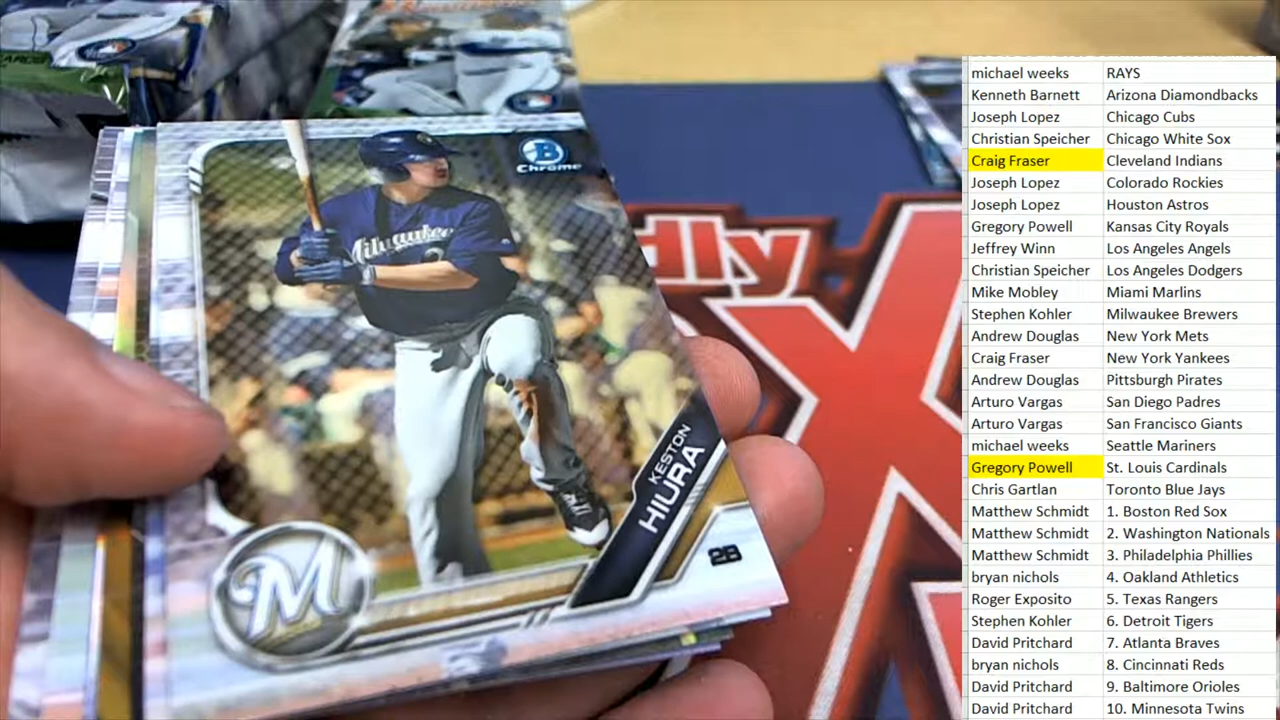 B
Chrome
Milwaukee
KESTON
HIURA
2B
M
dly
michael weeks RAYS
Kenneth Barnett Arizona Diamondbacks
Joseph Lopez Chicago Cubs
Christian Speicher Chicago White Sox
Craig Fraser Cleveland Indians
Joseph Lopez Colorado Rockies
Joseph Lopez Houston Astros
Gregory Powell Kansas City Royals
Jeffrey Winn Los Angeles Angels
Christian Speicher Los Angeles Dodgers
Mike Mobley Miami Marlins
Stephen Kohler Milwaukee Brewers
Andrew Douglas New York Mets
Craig Fraser New York Yankees
Andrew Douglas Pittsburgh Pirates
Arturo Vargas San Diego Padres
Arturo Vargas San Francisco Giants
michael weeks Seattle Mariners
Gregory Powell St. Louis Cardinals
Chris Gartlan Toronto Blue Jays
Matthew Schmidt 1. Boston Red Sox
Matthew Schmidt 2. Washington Nationals
Matthew Schmidt 3. Philadelphia Phillies
bryan nichols 4. Oakland Athletics
Roger Exposito 5. Texas Rangers
Stephen Kohler 6. Detroit Tigers
David Pritchard 7. Atlanta Braves
bryan nichols 8. Cincinnati Reds
David Pritchard 9. Baltimore Orioles
David Pritchard 10. Minnesota Twins